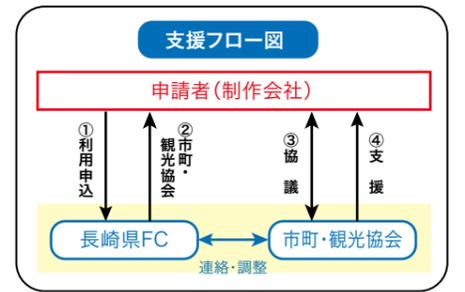 支援フロー図
申請者（制作会社）
①利用申込
②市町・
観光協会
③協議
④支援
長崎県FC
市町・観光協会
連絡・調整